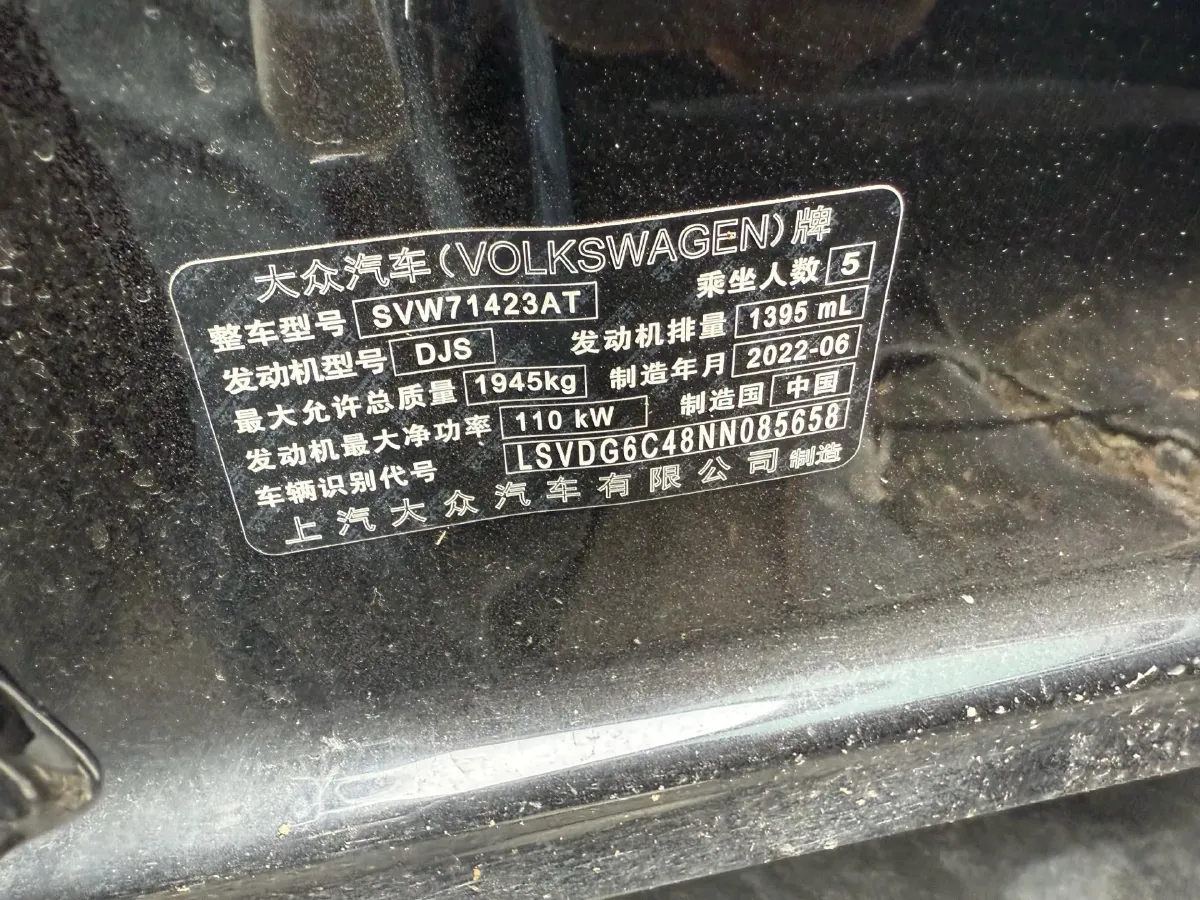 大众汽车(VOLKSWAGEN)牌
整车型号 SVW71423AT 乘坐人数 5
发动机型号 DJS 发动机排量 1395 mL
最大允许总质量 1945kg 制造年月 2022-06
发动机最大净功率 110 kW 制造国 中国
车辆识别代号 LSVDG6C48NN085658
上汽大众汽车有限公司 制造